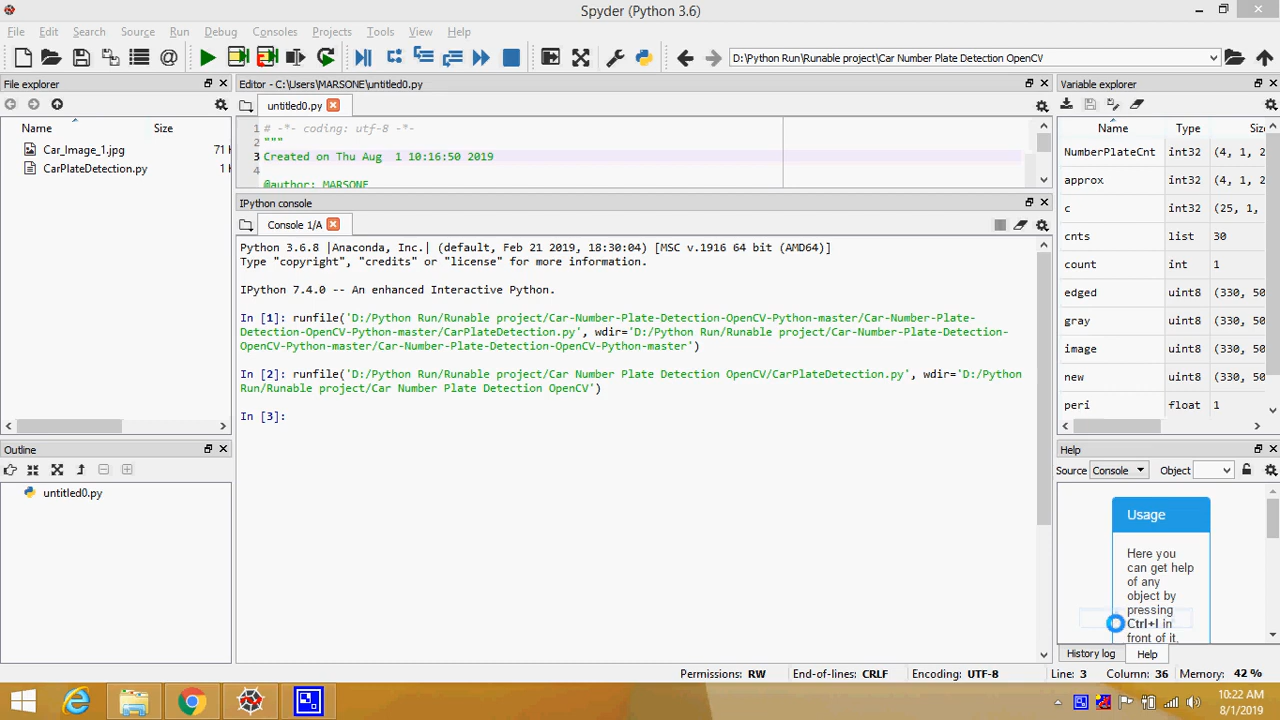 Spyder (Python 3.6)
File Edit Search Source Run Debug Consoles Projects Tools View Help
D:\Python Run\Runable project\Car Number Plate Detection OpenCV
File explorer
Name Size
Car_Image_1.jpg 71 K
CarPlateDetection.py 1 K
Outline
untitled0.py
Editor - C:\Users\MARSONE\untitled0.py
untitled0.py
1 # -*- coding: utf-8 -*-
2 """
3 Created on Thu Aug  1 10:16:50 2019
4
@author: MARSONE
IPython console
Console 1/A
Python 3.6.8 |Anaconda, Inc.| (default, Feb 21 2019, 18:30:04) [MSC v.1916 64 bit (AMD64)]
Type "copyright", "credits" or "license" for more information.
IPython 7.4.0 -- An enhanced Interactive Python.
In [1]: runfile('D:/Python Run/Runable project/Car-Number-Plate-Detection-OpenCV-Python-master/Car-Number-Plate-
Detection-OpenCV-Python-master/CarPlateDetection.py', wdir='D:/Python Run/Runable project/Car-Number-Plate-Detection-
OpenCV-Python-master/Car-Number-Plate-Detection-OpenCV-Python-master')
In [2]: runfile('D:/Python Run/Runable project/Car Number Plate Detection OpenCV/CarPlateDetection.py', wdir='D:/Python
Run/Runable project/Car Number Plate Detection OpenCV')
In [3]:
Variable explorer
Name Type Siz
NumberPlateCnt int32 (4, 1, 2
approx int32 (4, 1, 2
c int32 (25, 1,
cnts list 30
count int 1
edged uint8 (330, 50
gray uint8 (330, 50
image uint8 (330, 50
new uint8 (330, 50
peri float 1
Help
Source Console Object
Usage
Here you
can get help
of any
object by
pressing
Ctrl+I in
front of it,
History log Help
Permissions: RW End-of-lines: CRLF Encoding: UTF-8 Line: 3 Column: 36 Memory: 42 %
10:22 AM
8/1/2019